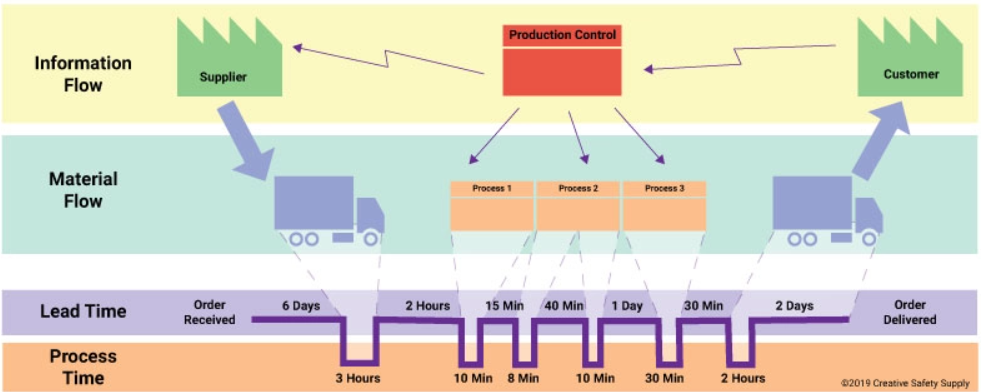 Information
Flow
Supplier
Production Control
Customer
Material
Flow
Process 1
Process 2
Process 3
Lead Time
Order
Received
6 Days
2 Hours
15 Min
40 Min
1 Day
30 Min
2 Days
Order
Delivered
Process
Time
3 Hours
10 Min
8 Min
10 Min
30 Min
2 Hours
©2019 Creative Safety Supply